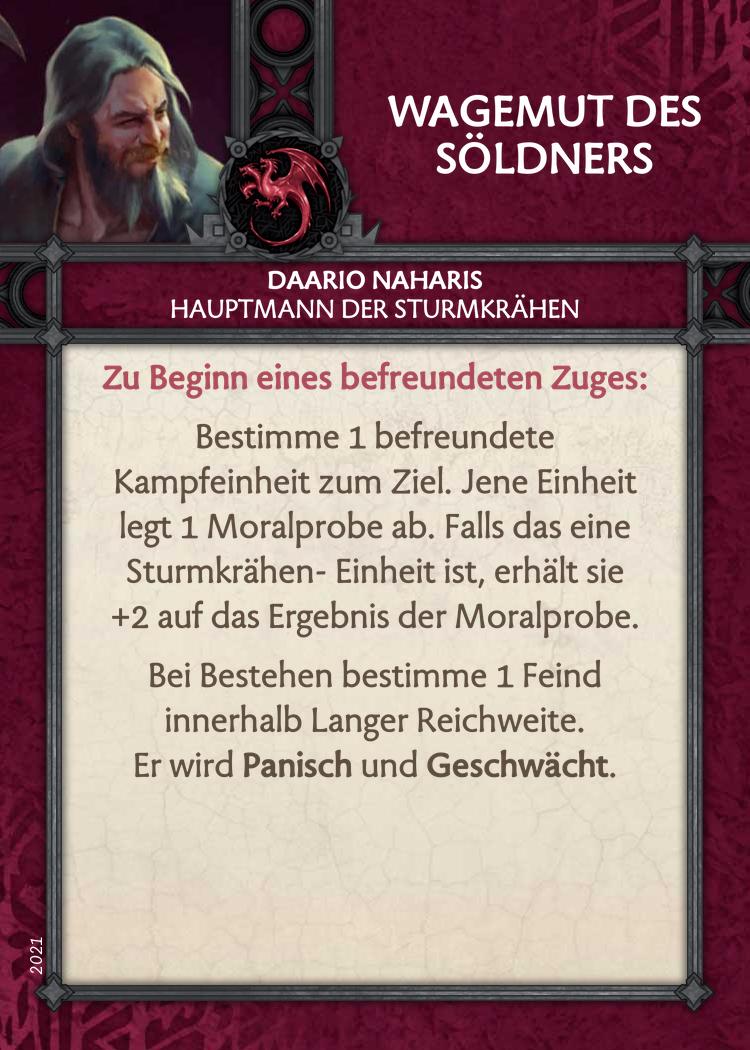 WAGEMUT DES
SÖLDNERS
DAARIO NAHARIS
HAUPTMANN DER STURMKRÄHEN
Zu Beginn eines befreundeten Zuges:
Bestimme 1 befreundete
Kampfeinheit zum Ziel. Jene Einheit
legt 1 Moralprobe ab. Falls das eine
Sturmkrähen- Einheit ist, erhält sie
+2 auf das Ergebnis der Moralprobe.
Bei Bestehen bestimme 1 Feind
innerhalb Langer Reichweite.
Er wird Panisch und Geschwächt.
2021